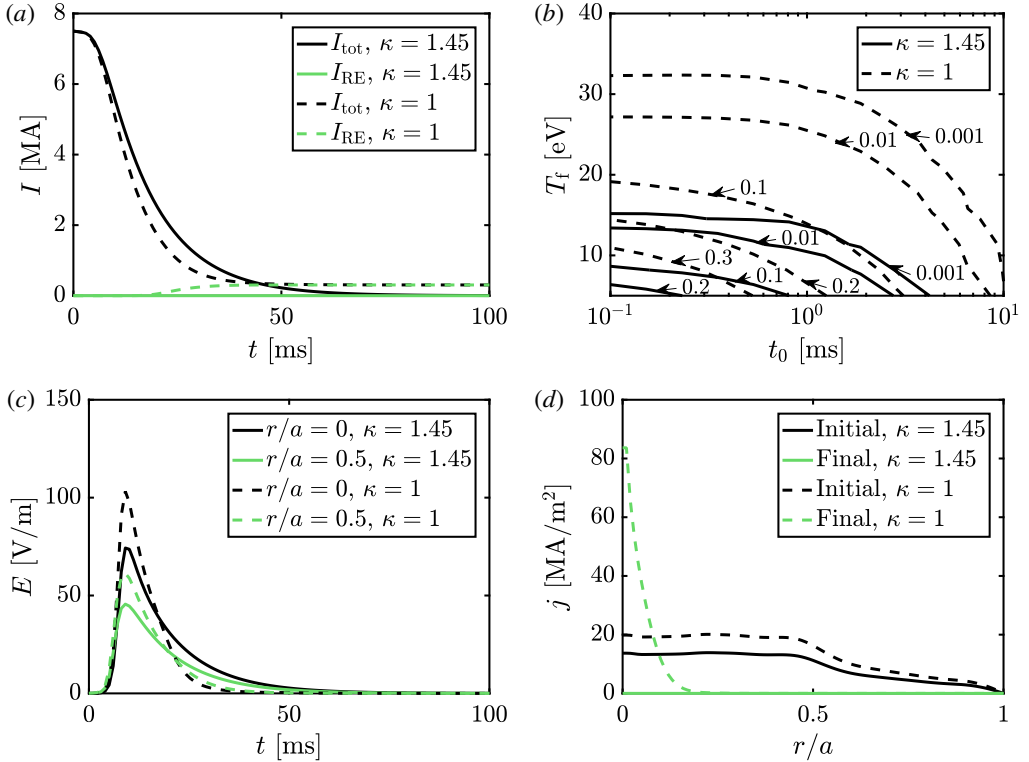 (a)
8
6
4
2
0
I [MA]
0
50
100
t [ms]
I_tot, κ = 1.45
I_RE, κ = 1.45
I_tot, κ = 1
I_RE, κ = 1
(b)
40
30
20
10
T_f [eV]
10^−1
10^0
10^1
t_0 [ms]
κ = 1.45
κ = 1
0.001
0.01
0.1
0.01
0.3
0.1
0.001
0.2
0.2
(c)
150
100
50
0
E [V/m]
0
50
100
t [ms]
r/a = 0, κ = 1.45
r/a = 0.5, κ = 1.45
r/a = 0, κ = 1
r/a = 0.5, κ = 1
(d)
100
80
60
40
20
0
j [MA/m²]
0
0.5
1
r/a
Initial, κ = 1.45
Final, κ = 1.45
Initial, κ = 1
Final, κ = 1